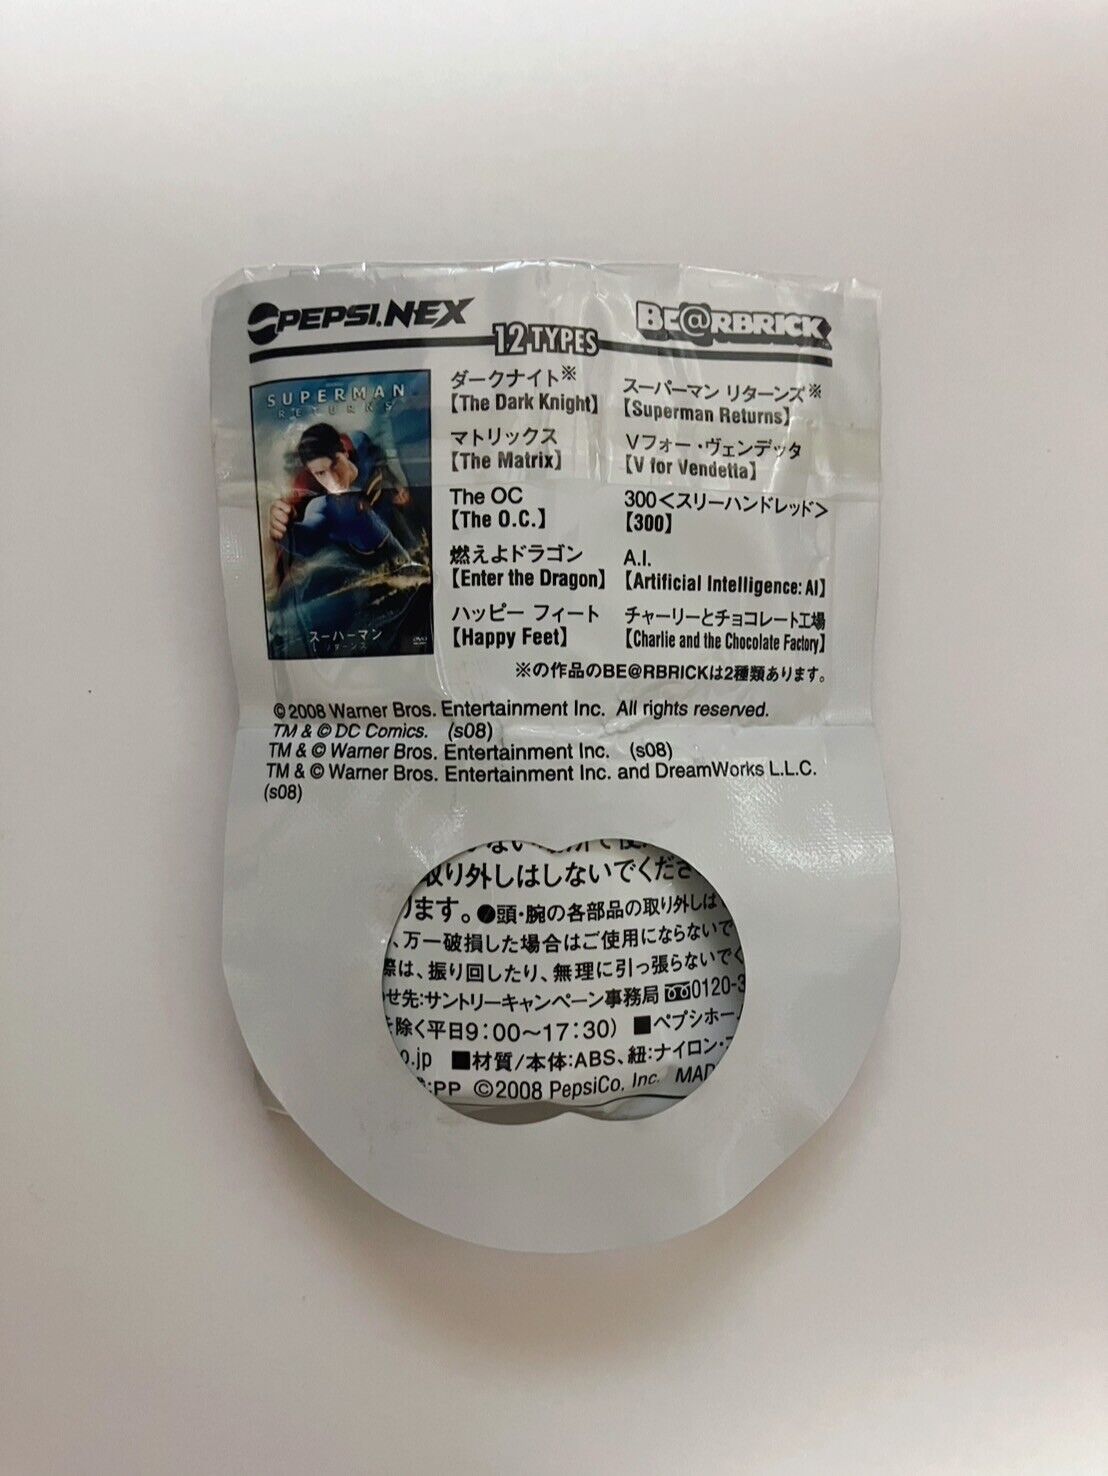 PEPSI.NEX
BE@RBRICK
12 TYPES
SUPERMAN
RETURNS
スーパーマン
リターンズ
ダークナイト※
【The Dark Knight】
マトリックス
【The Matrix】
The OC
【The O.C.】
燃えよドラゴン
【Enter the Dragon】
ハッピー フィート
【Happy Feet】
スーパーマン リターンズ※
【Superman Returns】
Vフォー・ヴェンデッタ
【V for Vendetta】
300<スリーハンドレッド>
【300】
A.I.
【Artificial Intelligence: AI】
チャーリーとチョコレート工場
【Charlie and the Chocolate Factory】
※の作品のBE@RBRICKは2種類あります。
©2008 Warner Bros. Entertainment Inc. All rights reserved.
TM & © DC Comics. (s08)
TM & © Warner Bros. Entertainment Inc. (s08)
TM & © Warner Bros. Entertainment Inc. and DreamWorks L.L.C.
(s08)
取り外しはしないでくださ
ます。●頭・腕の各部品の取り外しは
、万一破損した場合はご使用にならないで
際は、振り回したり、無理に引っ張らないでく
せ先:サントリーキャンペーン事務局 0120-3
を除く平日9:00〜17:30) ■ペプシホー
o.jp ■材質/本体:ABS、紐:ナイロン・
:PP ©2008 PepsiCo, Inc. MAD